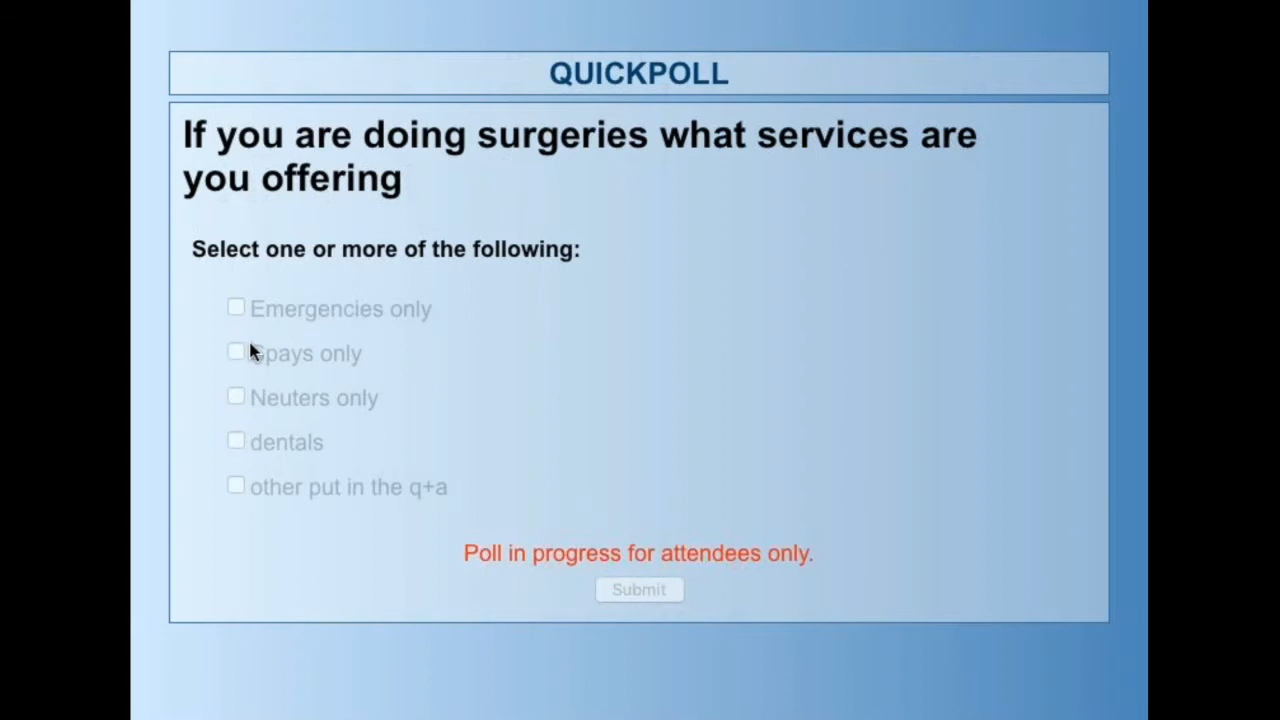 QUICKPOLL
If you are doing surgeries what services are
you offering
Select one or more of the following:
Emergencies only
Spays only
Neuters only
dentals
other put in the q+a
Poll in progress for attendees only.
Submit